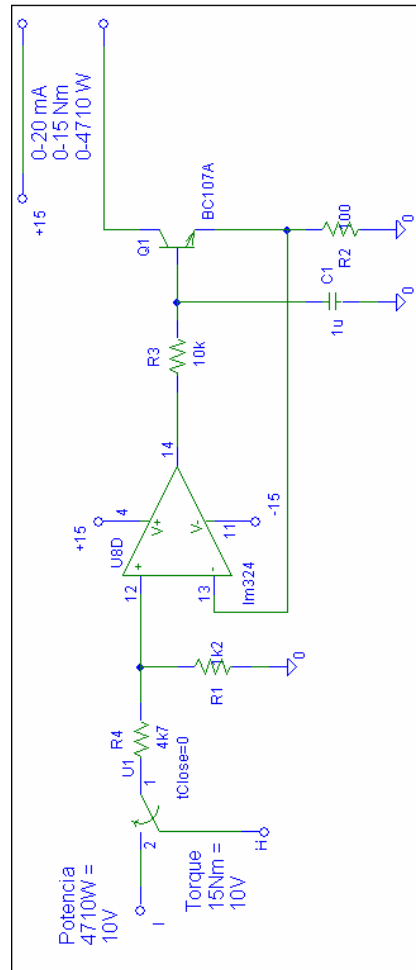 0-20 mA
0-15 Nm
0-4710 W
+15
Q1
BC107A
R3
10k
C1
1u
R2
100
0
0
14
+15
4
U8D
V+
12
+
V-
11
-15
13
-
lm324
R4
4k7
U1
1
tClose=0
2
R1
1k2
0
Potencia
4710W =
10V
I
Torque
15Nm =
10V
H